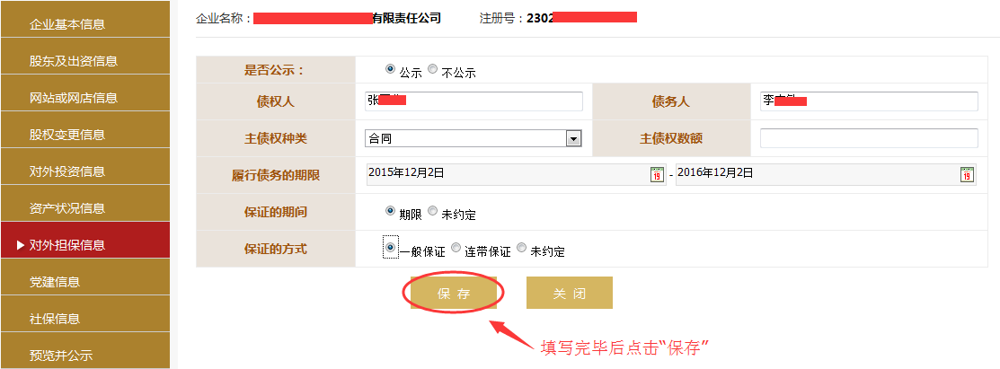 企业名称：有限责任公司 注册号：2302
企业基本信息
股东及出资信息
网站或网店信息
股权变更信息
对外投资信息
资产状况信息
对外担保信息
党建信息
社保信息
预览并公示
是否公示： 公示 不公示
债权人 张 债务人 李
主债权种类 合同 主债权数额
履行债务的期限 2015年12月2日 - 2016年12月2日
保证的期间 期限 未约定
保证的方式 一般保证 连带保证 未约定
保 存 关 闭
填写完毕后点击“保存”